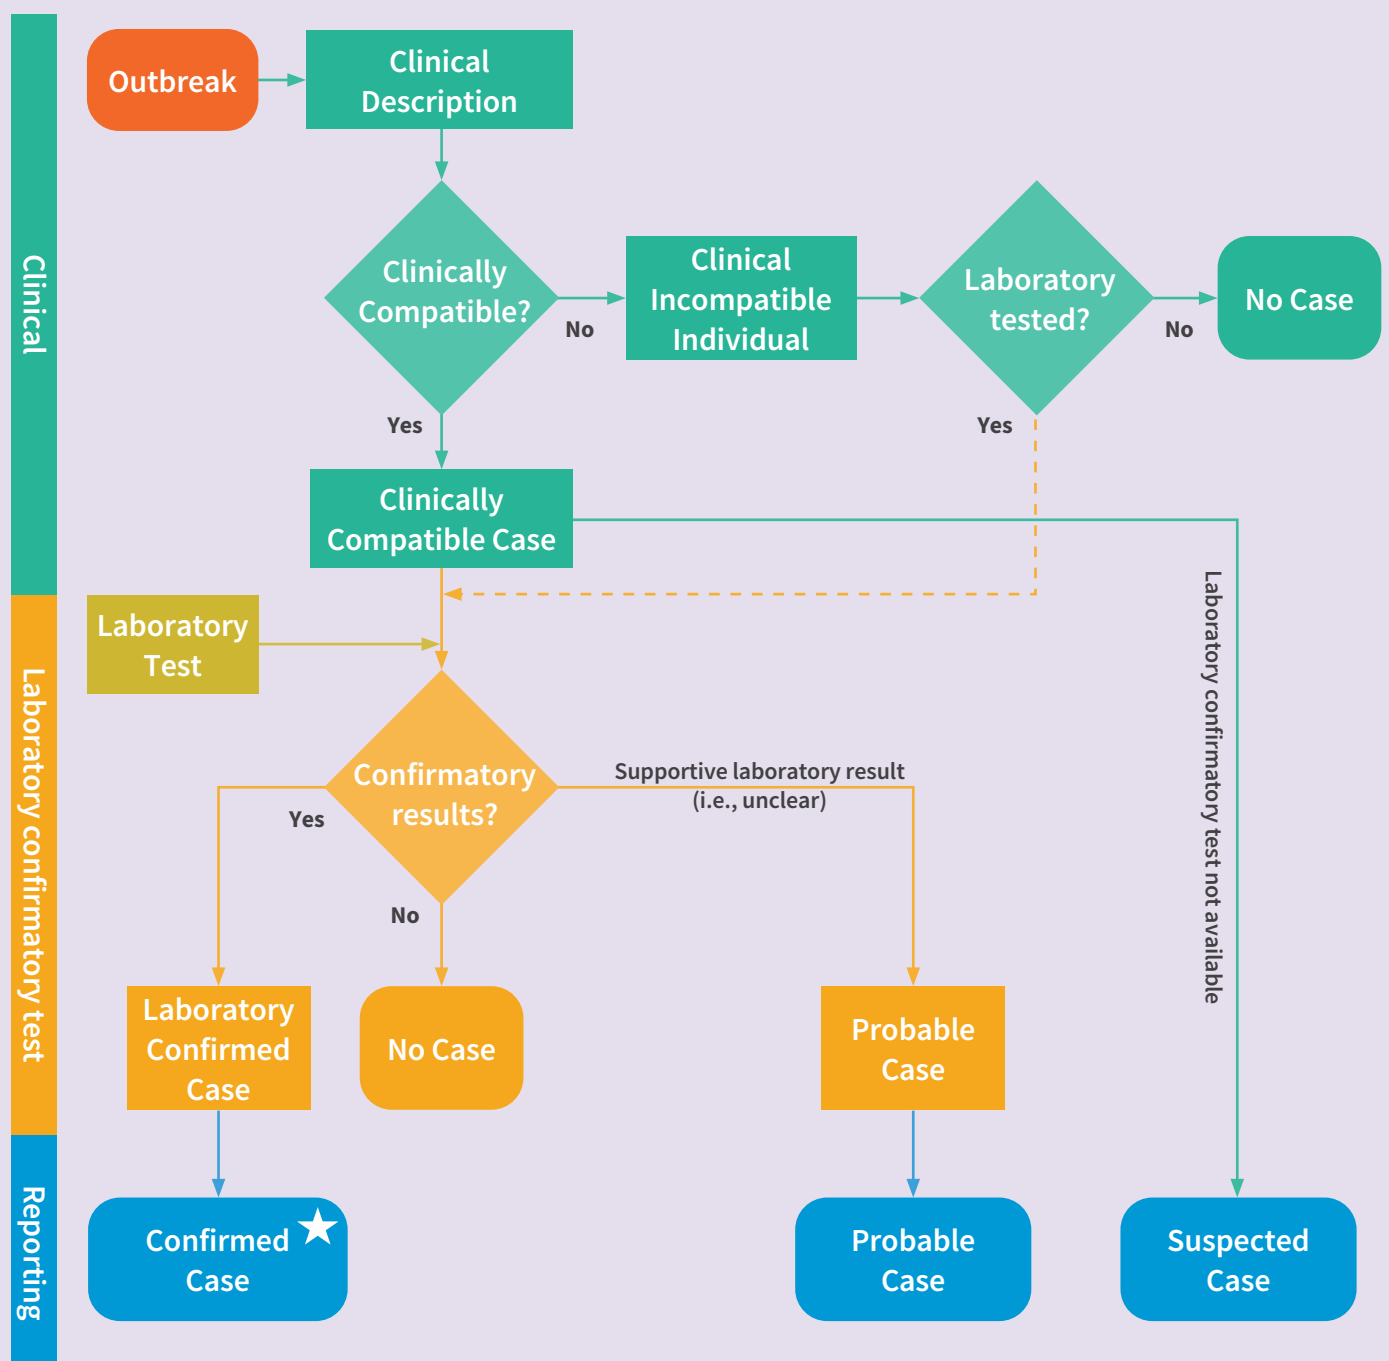 Clinical
Outbreak
Clinical
Description
Clinically
Compatible?
No
Clinical
Incompatible
Individual
Laboratory
tested?
No
No Case
Yes
Yes
Clinically
Compatible Case
Laboratory confirmatory test not available
Laboratory confirmatory test
Laboratory
Test
Confirmatory
results?
Supportive laboratory result
(i.e., unclear)
Yes
No
Laboratory
Confirmed
Case
No Case
Probable
Case
Reporting
Confirmed
Case
Probable
Case
Suspected
Case